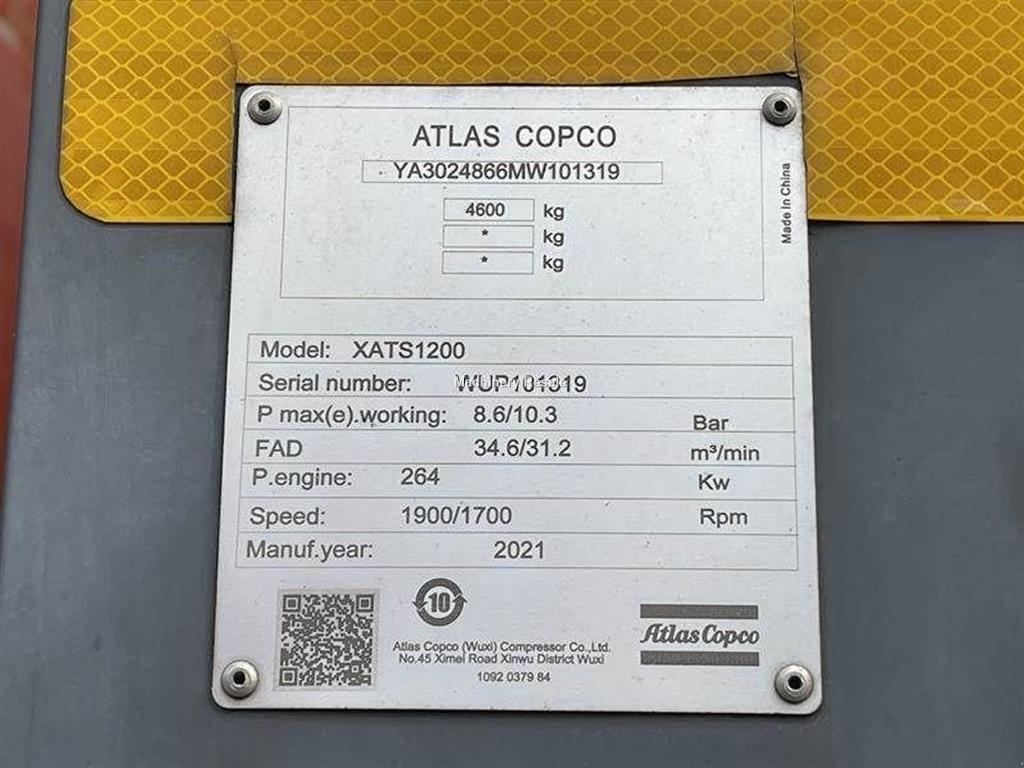 ATLAS COPCO
YA3024866MW101319
4600 kg
* kg
* kg
Made In China
Model: XATS1200
Serial number: WUP101319
P max(e).working: 8.6/10.3 Bar
FAD 34.6/31.2 m³/min
P.engine: 264 Kw
Speed: 1900/1700 Rpm
Manuf.year: 2021
10
Atlas Copco (Wuxi) Compressor Co.,Ltd.
No.45 Ximei Road Xinwu District Wuxi
1092 0379 84
Atlas Copco